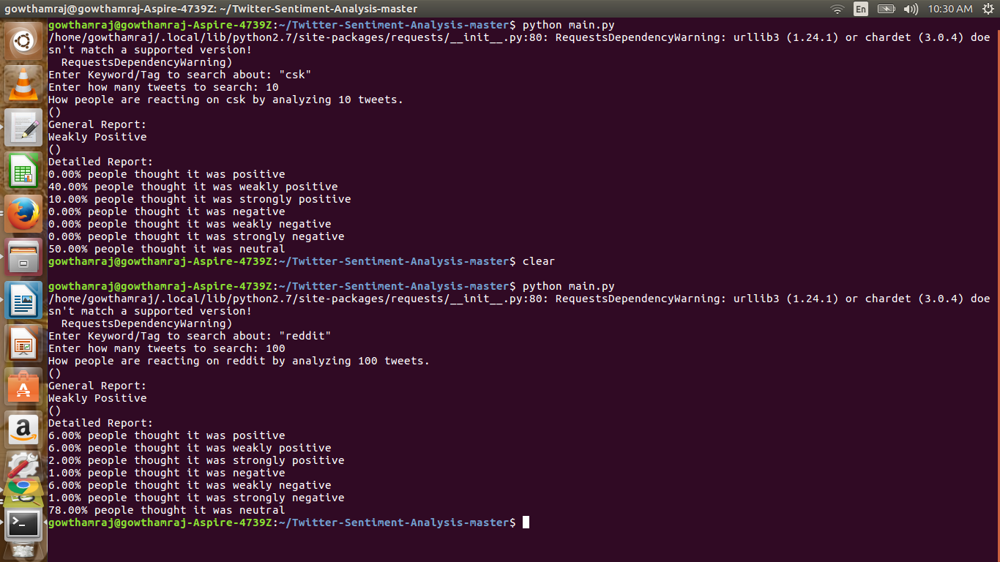 gowthamraj@gowthamraj-Aspire-4739Z: ~/Twitter-Sentiment-Analysis-master
En
10:30 AM
gowthamraj@gowthamraj-Aspire-4739Z:~/Twitter-Sentiment-Analysis-master$ python main.py
/home/gowthamraj/.local/lib/python2.7/site-packages/requests/__init__.py:80: RequestsDependencyWarning: urllib3 (1.24.1) or chardet (3.0.4) doe
sn't match a supported version!
  RequestsDependencyWarning)
Enter Keyword/Tag to search about: "csk"
Enter how many tweets to search: 10
How people are reacting on csk by analyzing 10 tweets.
()
General Report:
Weakly Positive
()
Detailed Report:
0.00% people thought it was positive
40.00% people thought it was weakly positive
10.00% people thought it was strongly positive
0.00% people thought it was negative
0.00% people thought it was weakly negative
0.00% people thought it was strongly negative
50.00% people thought it was neutral
gowthamraj@gowthamraj-Aspire-4739Z:~/Twitter-Sentiment-Analysis-master$ clear
gowthamraj@gowthamraj-Aspire-4739Z:~/Twitter-Sentiment-Analysis-master$ python main.py
/home/gowthamraj/.local/lib/python2.7/site-packages/requests/__init__.py:80: RequestsDependencyWarning: urllib3 (1.24.1) or chardet (3.0.4) doe
sn't match a supported version!
  RequestsDependencyWarning)
Enter Keyword/Tag to search about: "reddit"
Enter how many tweets to search: 100
How people are reacting on reddit by analyzing 100 tweets.
()
General Report:
Weakly Positive
()
Detailed Report:
6.00% people thought it was positive
6.00% people thought it was weakly positive
2.00% people thought it was strongly positive
1.00% people thought it was negative
6.00% people thought it was weakly negative
1.00% people thought it was strongly negative
78.00% people thought it was neutral
gowthamraj@gowthamraj-Aspire-4739Z:~/Twitter-Sentiment-Analysis-master$